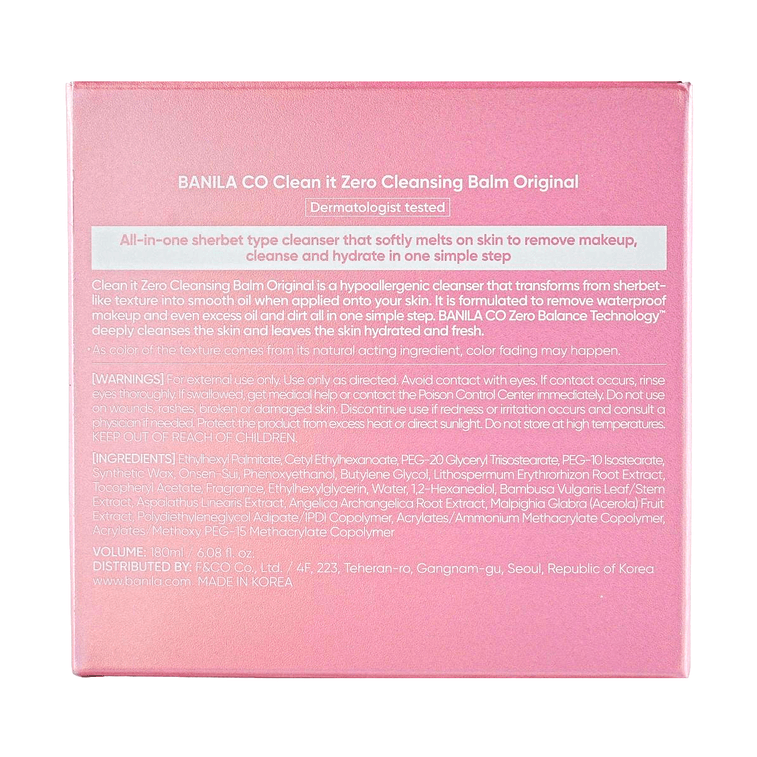 BANILA CO Clean it Zero Cleansing Balm Original
Dermatologist tested
All-in-one sherbet type cleanser that softly melts on skin to remove makeup,
cleanse and hydrate in one simple step
Clean it Zero Cleansing Balm Original is a hypoallergenic cleanser that transforms from sherbet-
like texture into smooth oil when applied onto your skin. It is formulated to remove waterproof
makeup and even excess oil and dirt all in one simple step. BANILA CO Zero Balance Technology™
deeply cleanses the skin and leaves the skin hydrated and fresh.
*As color of the texture comes from its natural acting ingredient, color fading may happen.
[WARNINGS] For external use only. Use only as directed. Avoid contact with eyes. If contact occurs, rinse
eyes thoroughly. If swallowed, get medical help or contact the Poison Control Center immediately. Do not use
on wounds, rashes, broken or damaged skin. Discontinue use if redness or irritation occurs and consult a
physician if needed. Protect the product from excess heat or direct sunlight. Do not store at high temperatures.
KEEP OUT OF REACH OF CHILDREN.
[INGREDIENTS] Ethylhexyl Palmitate, Cetyl Ethylhexanoate, PEG-20 Glyceryl Triisostearate, PEG-10 Isostearate,
Synthetic Wax, Onsen-Sui, Phenoxyethanol, Butylene Glycol, Lithospermum Erythrorhizon Root Extract,
Tocopheryl Acetate, Fragrance, Ethylhexylglycerin, Water, 1,2-Hexanediol, Bambusa Vulgaris Leaf/Stem
Extract, Aspalathus Linearis Extract, Angelica Archangelica Root Extract, Malpighia Glabra (Acerola) Fruit
Extract, Polydiethyleneglycol Adipate/IPDI Copolymer, Acrylates/Ammonium Methacrylate Copolymer,
Acrylates/Methoxy PEG-15 Methacrylate Copolymer
VOLUME: 180ml / 6.08 fl. oz.
DISTRIBUTED BY: F&CO Co., Ltd. / 4F, 223, Teheran-ro, Gangnam-gu, Seoul, Republic of Korea
www.banila.com MADE IN KOREA